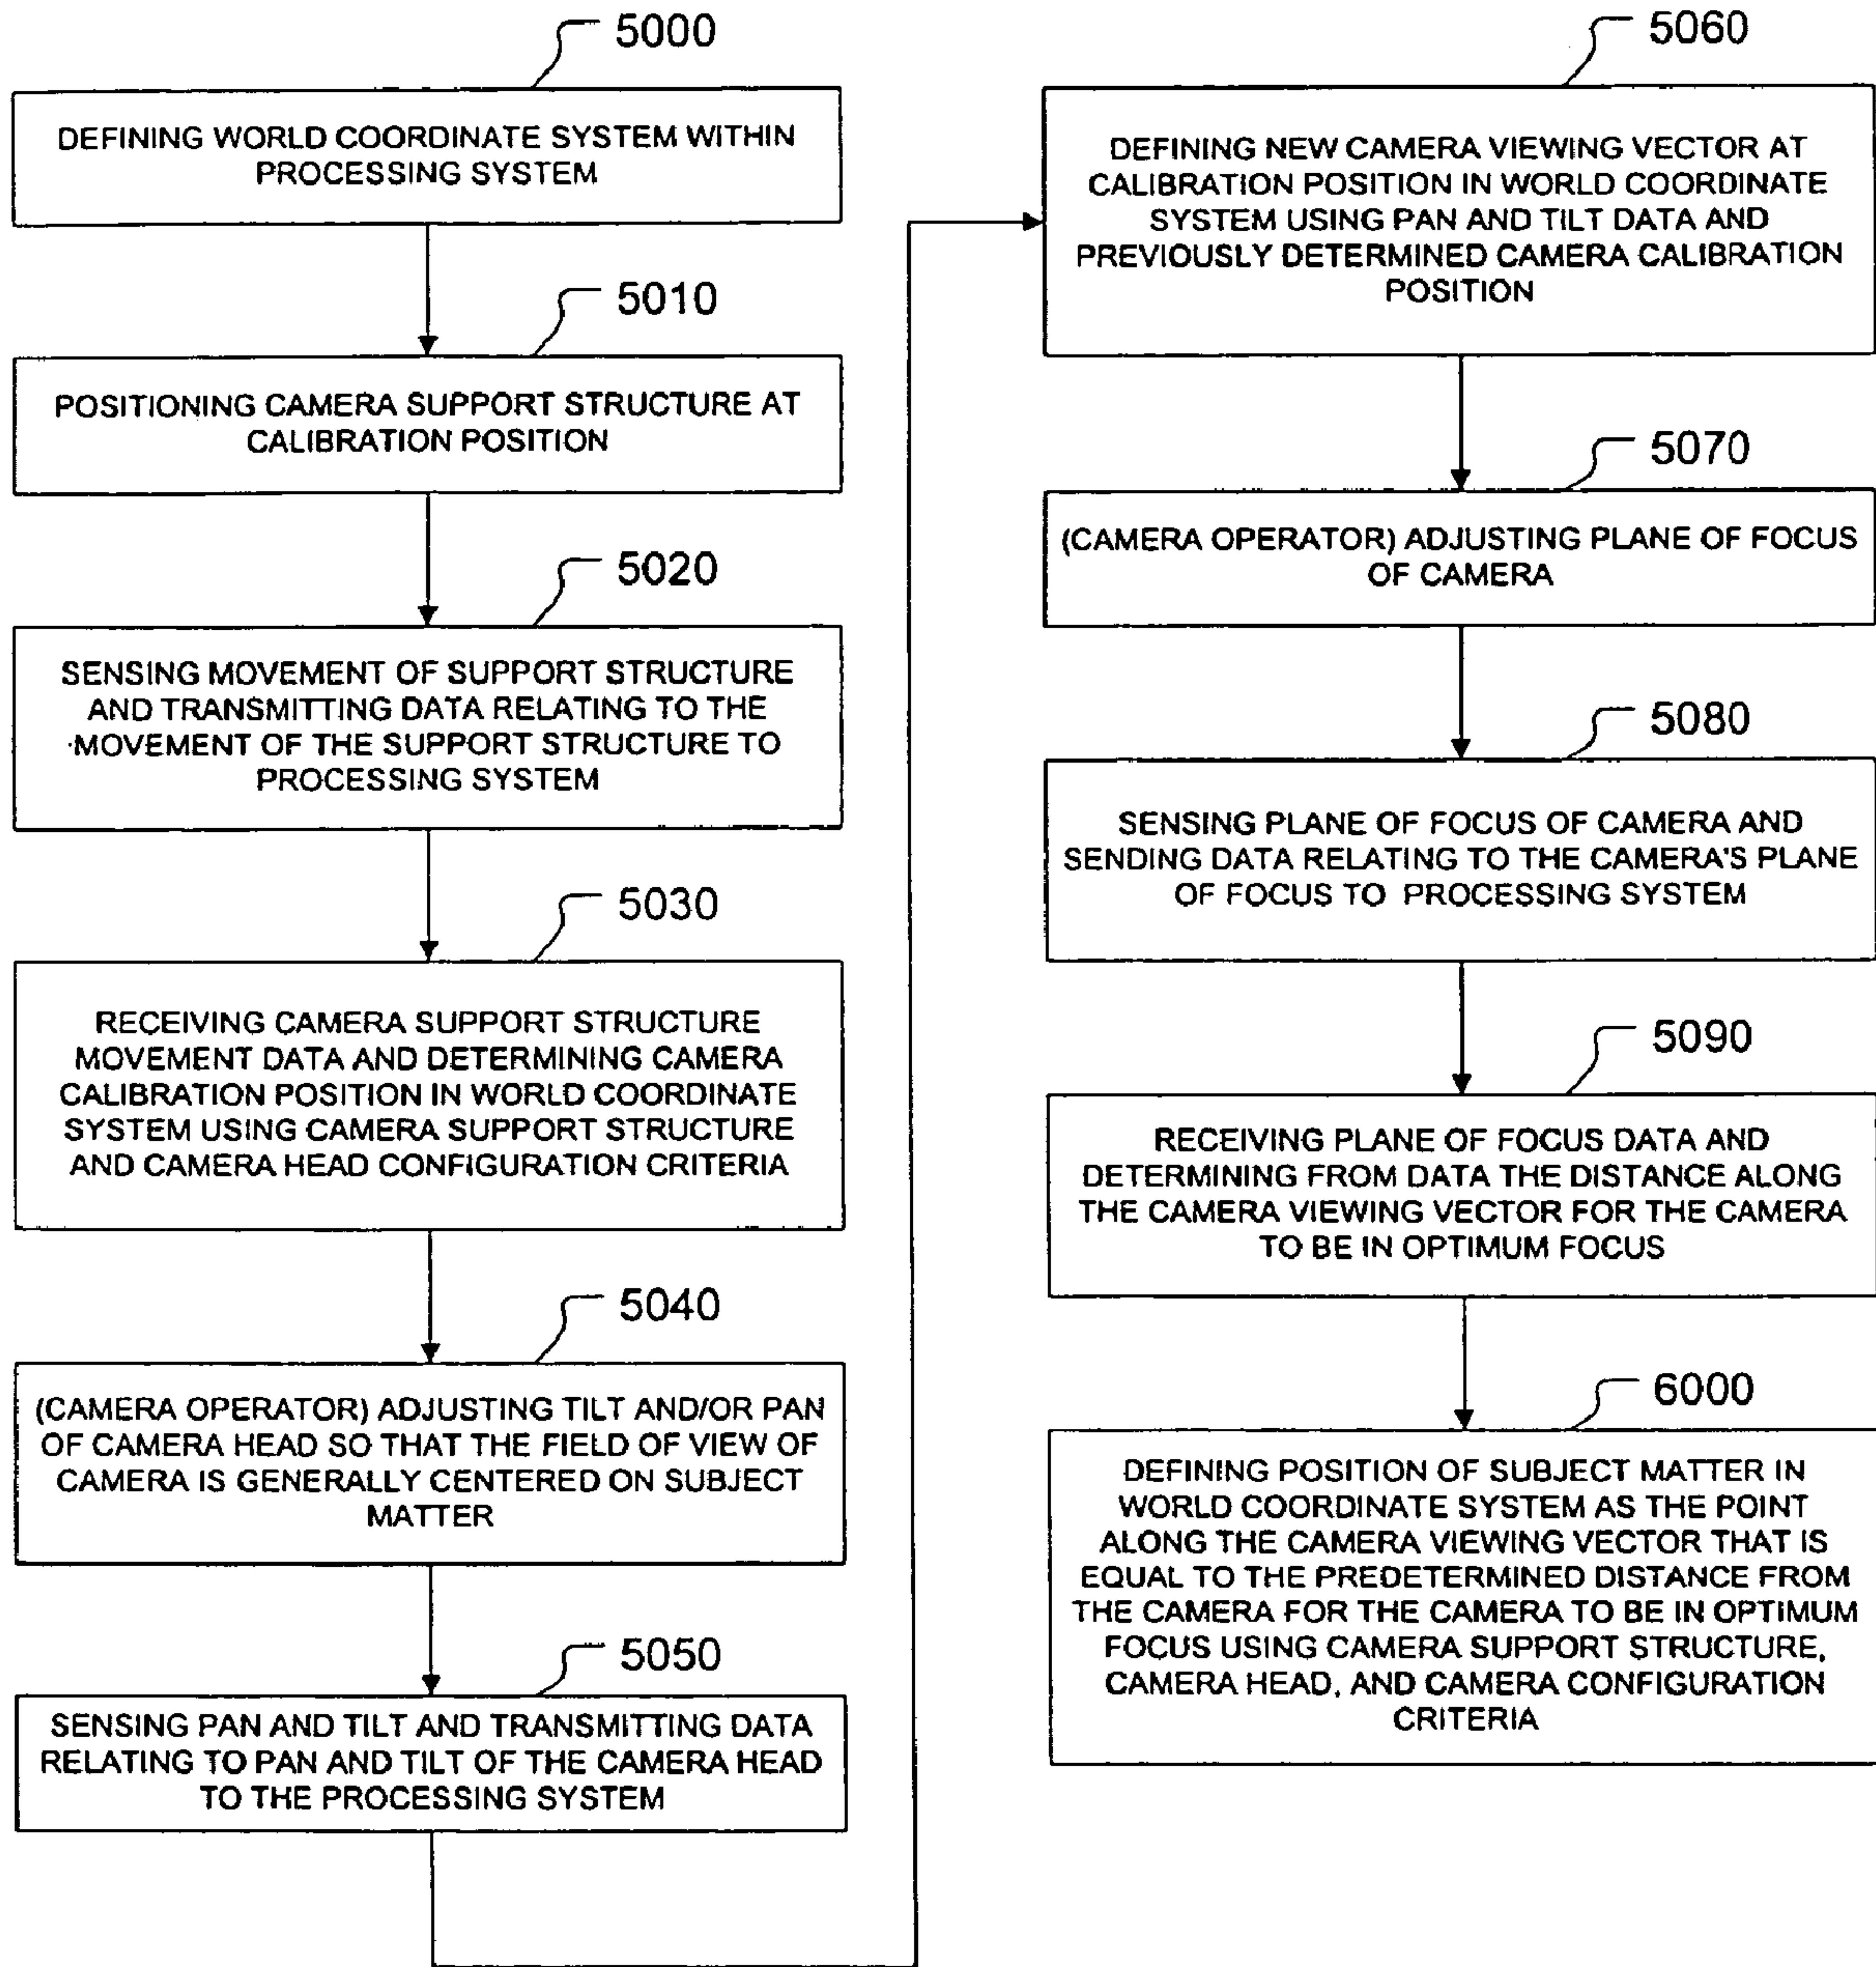 5000
DEFINING WORLD COORDINATE SYSTEM WITHIN
PROCESSING SYSTEM
5010
POSITIONING CAMERA SUPPORT STRUCTURE AT
CALIBRATION POSITION
5020
SENSING MOVEMENT OF SUPPORT STRUCTURE
AND TRANSMITTING DATA RELATING TO THE
MOVEMENT OF THE SUPPORT STRUCTURE TO
PROCESSING SYSTEM
5030
RECEIVING CAMERA SUPPORT STRUCTURE
MOVEMENT DATA AND DETERMINING CAMERA
CALIBRATION POSITION IN WORLD COORDINATE
SYSTEM USING CAMERA SUPPORT STRUCTURE
AND CAMERA HEAD CONFIGURATION CRITERIA
5040
(CAMERA OPERATOR) ADJUSTING TILT AND/OR PAN
OF CAMERA HEAD SO THAT THE FIELD OF VIEW OF
CAMERA IS GENERALLY CENTERED ON SUBJECT
MATTER
5050
SENSING PAN AND TILT AND TRANSMITTING DATA
RELATING TO PAN AND TILT OF THE CAMERA HEAD
TO THE PROCESSING SYSTEM
5060
DEFINING NEW CAMERA VIEWING VECTOR AT
CALIBRATION POSITION IN WORLD COORDINATE
SYSTEM USING PAN AND TILT DATA AND
PREVIOUSLY DETERMINED CAMERA CALIBRATION
POSITION
5070
(CAMERA OPERATOR) ADJUSTING PLANE OF FOCUS
OF CAMERA
5080
SENSING PLANE OF FOCUS OF CAMERA AND
SENDING DATA RELATING TO THE CAMERA'S PLANE
OF FOCUS TO PROCESSING SYSTEM
5090
RECEIVING PLANE OF FOCUS DATA AND
DETERMINING FROM DATA THE DISTANCE ALONG
THE CAMERA VIEWING VECTOR FOR THE CAMERA
TO BE IN OPTIMUM FOCUS
6000
DEFINING POSITION OF SUBJECT MATTER IN
WORLD COORDINATE SYSTEM AS THE POINT
ALONG THE CAMERA VIEWING VECTOR THAT IS
EQUAL TO THE PREDETERMINED DISTANCE FROM
THE CAMERA FOR THE CAMERA TO BE IN OPTIMUM
FOCUS USING CAMERA SUPPORT STRUCTURE,
CAMERA HEAD, AND CAMERA CONFIGURATION
CRITERIA